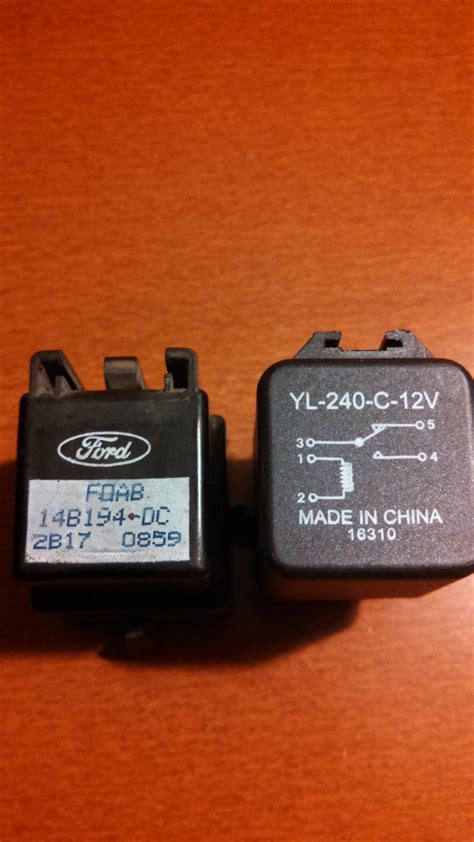 Ford
F0AB
14B194-DC
2B17 0859
YL-240-C-12V
3 5
1 4
2
MADE IN CHINA
16310